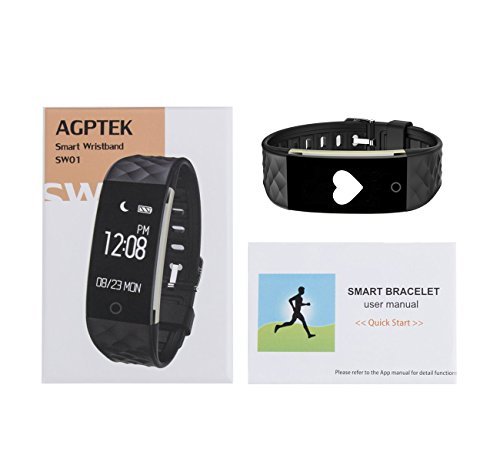 AGPTEK
Smart Wristband
SW01
SW
PM
12:08
08/23 MON
SMART BRACELET
user manual
<< Quick Start >>
Please refer to the App manual for detail function